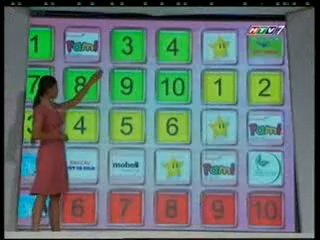 HTV7
1 Fami 3 4
7 8 9 10 1 2
3 4 5 6 Fami
mobell Fami
6 7 8 9 10